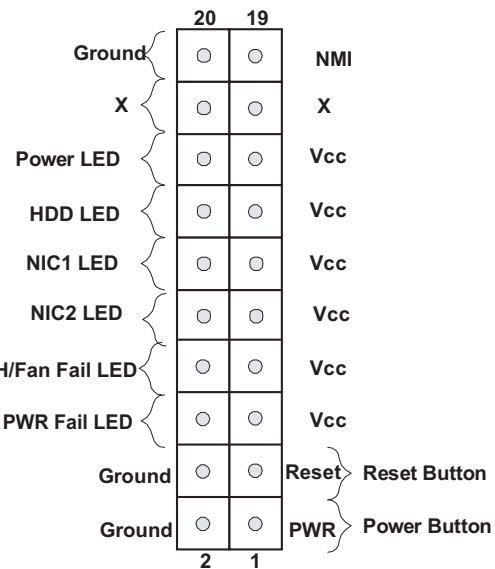 20 19
Ground NMI
X X
Power LED Vcc
HDD LED Vcc
NIC1 LED Vcc
NIC2 LED Vcc
H/Fan Fail LED Vcc
PWR Fail LED Vcc
Ground Reset Reset Button
Ground PWR Power Button
2 1